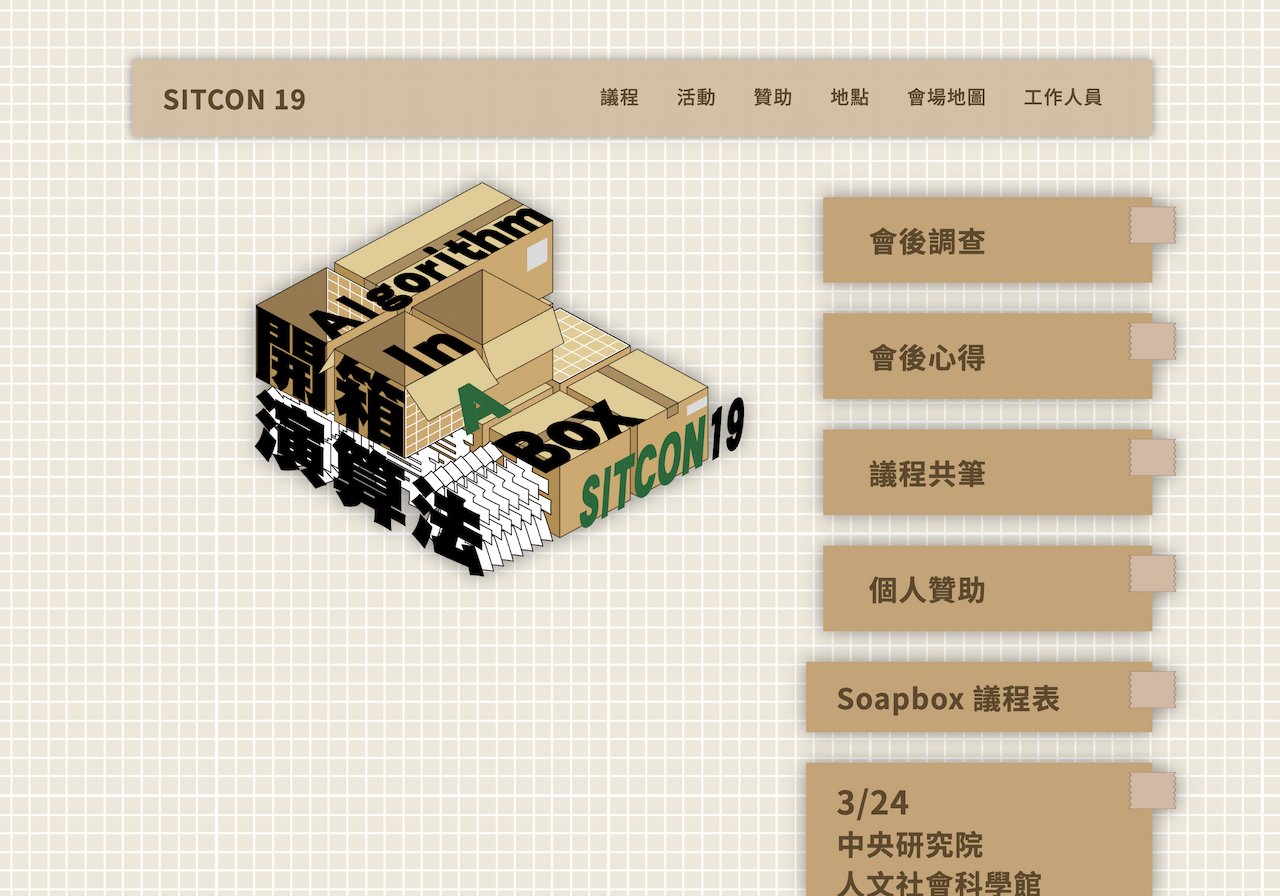 SITCON 19
議程
活動
贊助
地點
會場地圖
工作人員
Algorithm
In
A
Box
開箱
演算法
SITCON 19
會後調查
會後心得
議程共筆
個人贊助
Soapbox 議程表
3/24
中央研究院
人文社會科學館